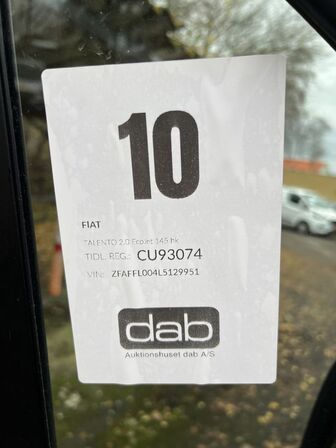 10
FIAT
TALENTO 2.0 EcoJet 145 hk
TIDL. REG.: CU93074
VIN: ZFAFFL004L5129951
dab
Auktionshuset dab A/S